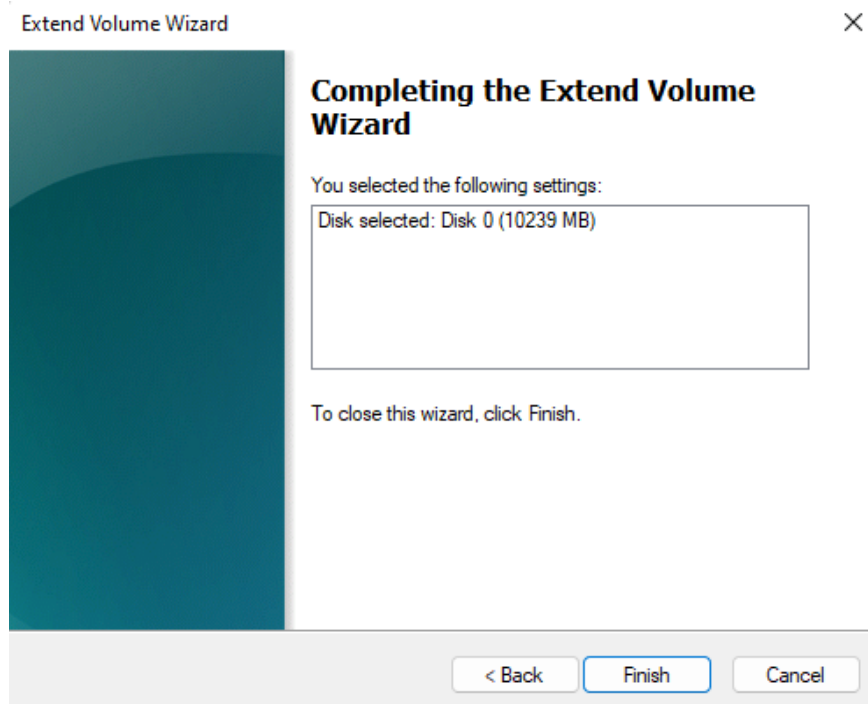 Extend Volume Wizard
Completing the Extend Volume
Wizard
You selected the following settings:
Disk selected: Disk 0 (10239 MB)
To close this wizard, click Finish.
< Back
Finish
Cancel